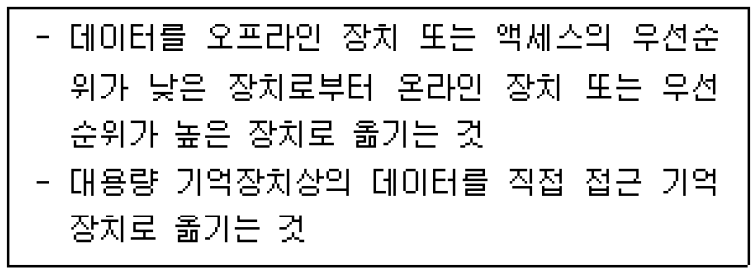 - 데이터를 오프라인 장치 또는 액세스의 우선순
위가 낮은 장치로부터 온라인 장치 또는 우선
순위가 높은 장치로 옮기는 것
- 대용량 기억장치상의 데이터를 직접 접근 기억
장치로 옮기는 것